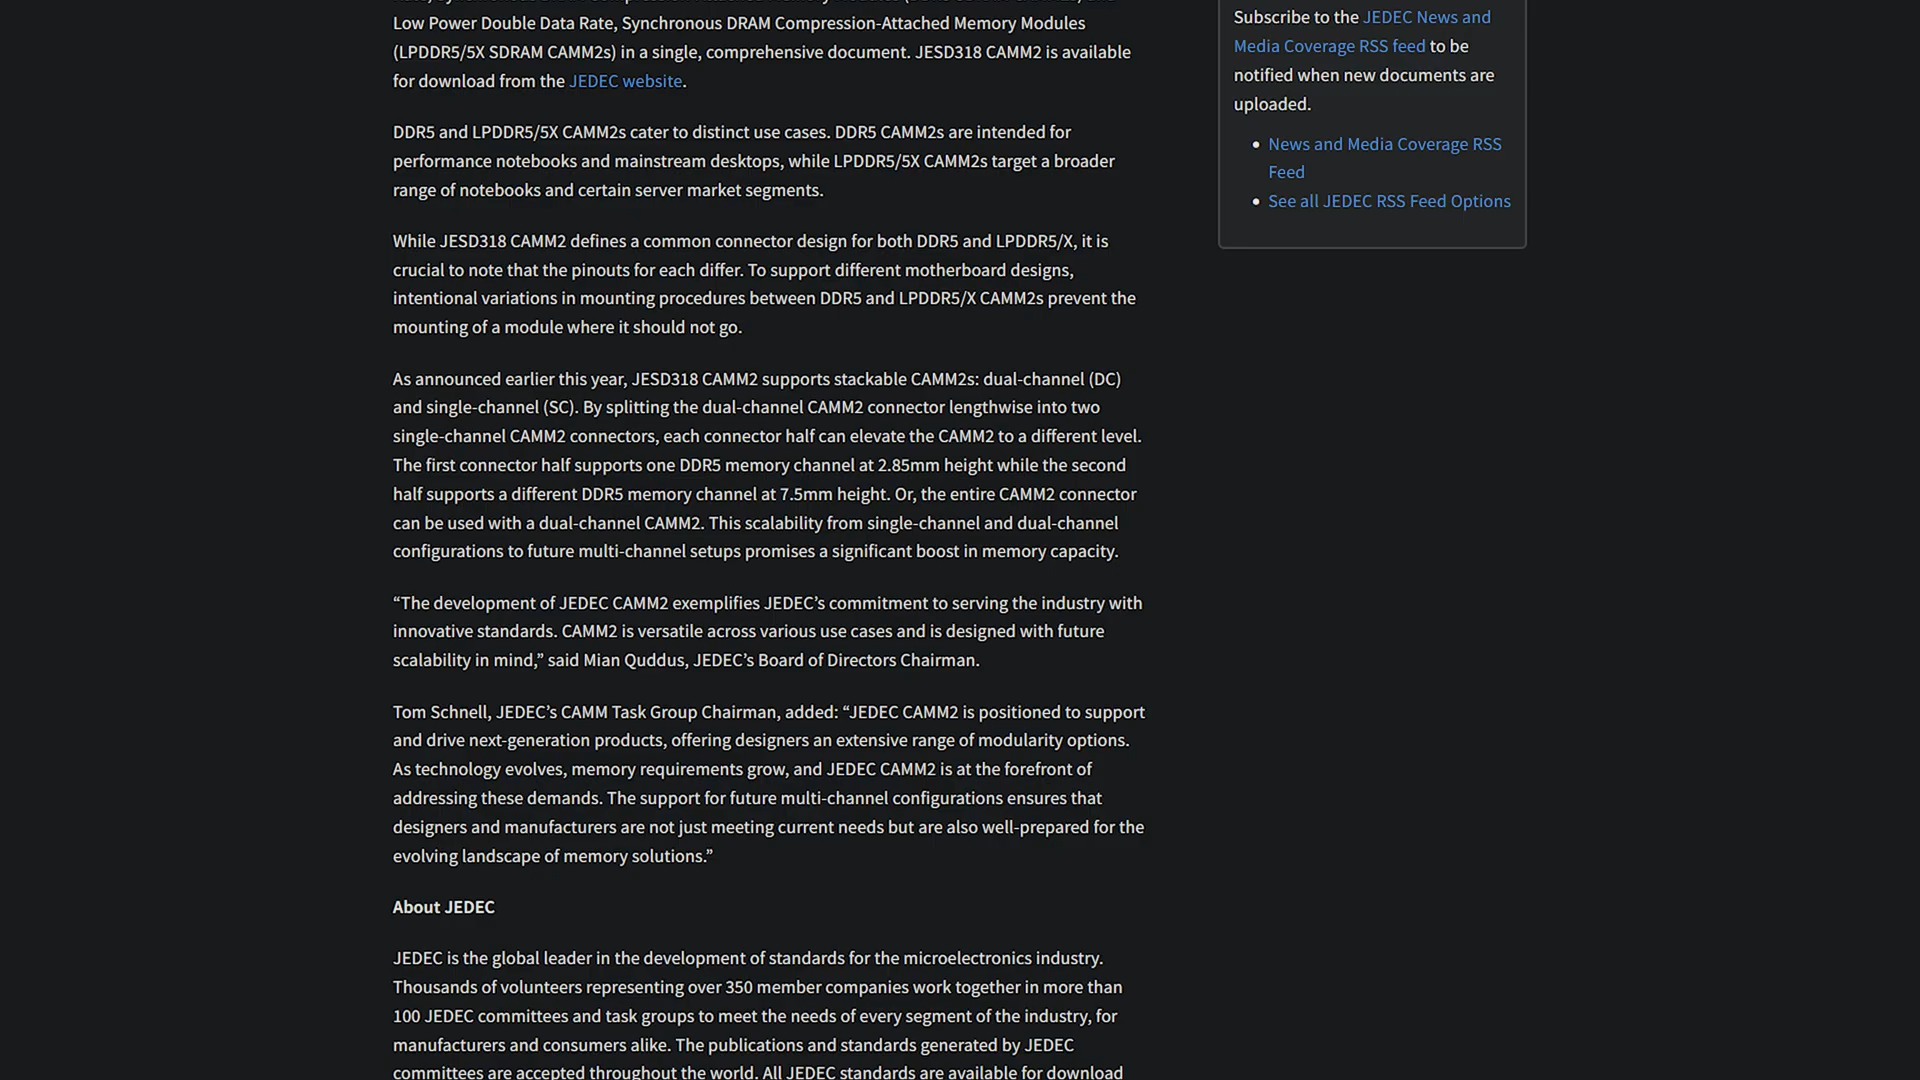 Low Power Double Data Rate, Synchronous DRAM Compression-Attached Memory Modules
(LPDDR5/5X SDRAM CAMM2s) in a single, comprehensive document. JESD318 CAMM2 is available
for download from the JEDEC website.
DDR5 and LPDDR5/5X CAMM2s cater to distinct use cases. DDR5 CAMM2s are intended for
performance notebooks and mainstream desktops, while LPDDR5/5X CAMM2s target a broader
range of notebooks and certain server market segments.
While JESD318 CAMM2 defines a common connector design for both DDR5 and LPDDR5/X, it is
crucial to note that the pinouts for each differ. To support different motherboard designs,
intentional variations in mounting procedures between DDR5 and LPDDR5/X CAMM2s prevent the
mounting of a module where it should not go.
As announced earlier this year, JESD318 CAMM2 supports stackable CAMM2s: dual-channel (DC)
and single-channel (SC). By splitting the dual-channel CAMM2 connector lengthwise into two
single-channel CAMM2 connectors, each connector half can elevate the CAMM2 to a different level.
The first connector half supports one DDR5 memory channel at 2.85mm height while the second
half supports a different DDR5 memory channel at 7.5mm height. Or, the entire CAMM2 connector
can be used with a dual-channel CAMM2. This scalability from single-channel and dual-channel
configurations to future multi-channel setups promises a significant boost in memory capacity.
“The development of JEDEC CAMM2 exemplifies JEDEC’s commitment to serving the industry with
innovative standards. CAMM2 is versatile across various use cases and is designed with future
scalability in mind,” said Mian Quddus, JEDEC’s Board of Directors Chairman.
Tom Schnell, JEDEC’s CAMM Task Group Chairman, added: “JEDEC CAMM2 is positioned to support
and drive next-generation products, offering designers an extensive range of modularity options.
As technology evolves, memory requirements grow, and JEDEC CAMM2 is at the forefront of
addressing these demands. The support for future multi-channel configurations ensures that
designers and manufacturers are not just meeting current needs but are also well-prepared for the
evolving landscape of memory solutions.”
About JEDEC
JEDEC is the global leader in the development of standards for the microelectronics industry.
Thousands of volunteers representing over 350 member companies work together in more than
100 JEDEC committees and task groups to meet the needs of every segment of the industry, for
manufacturers and consumers alike. The publications and standards generated by JEDEC
committees are accepted throughout the world. All JEDEC standards are available for download
Subscribe to the JEDEC News and
Media Coverage RSS feed to be
notified when new documents are
uploaded.
• News and Media Coverage RSS
Feed
• See all JEDEC RSS Feed Options